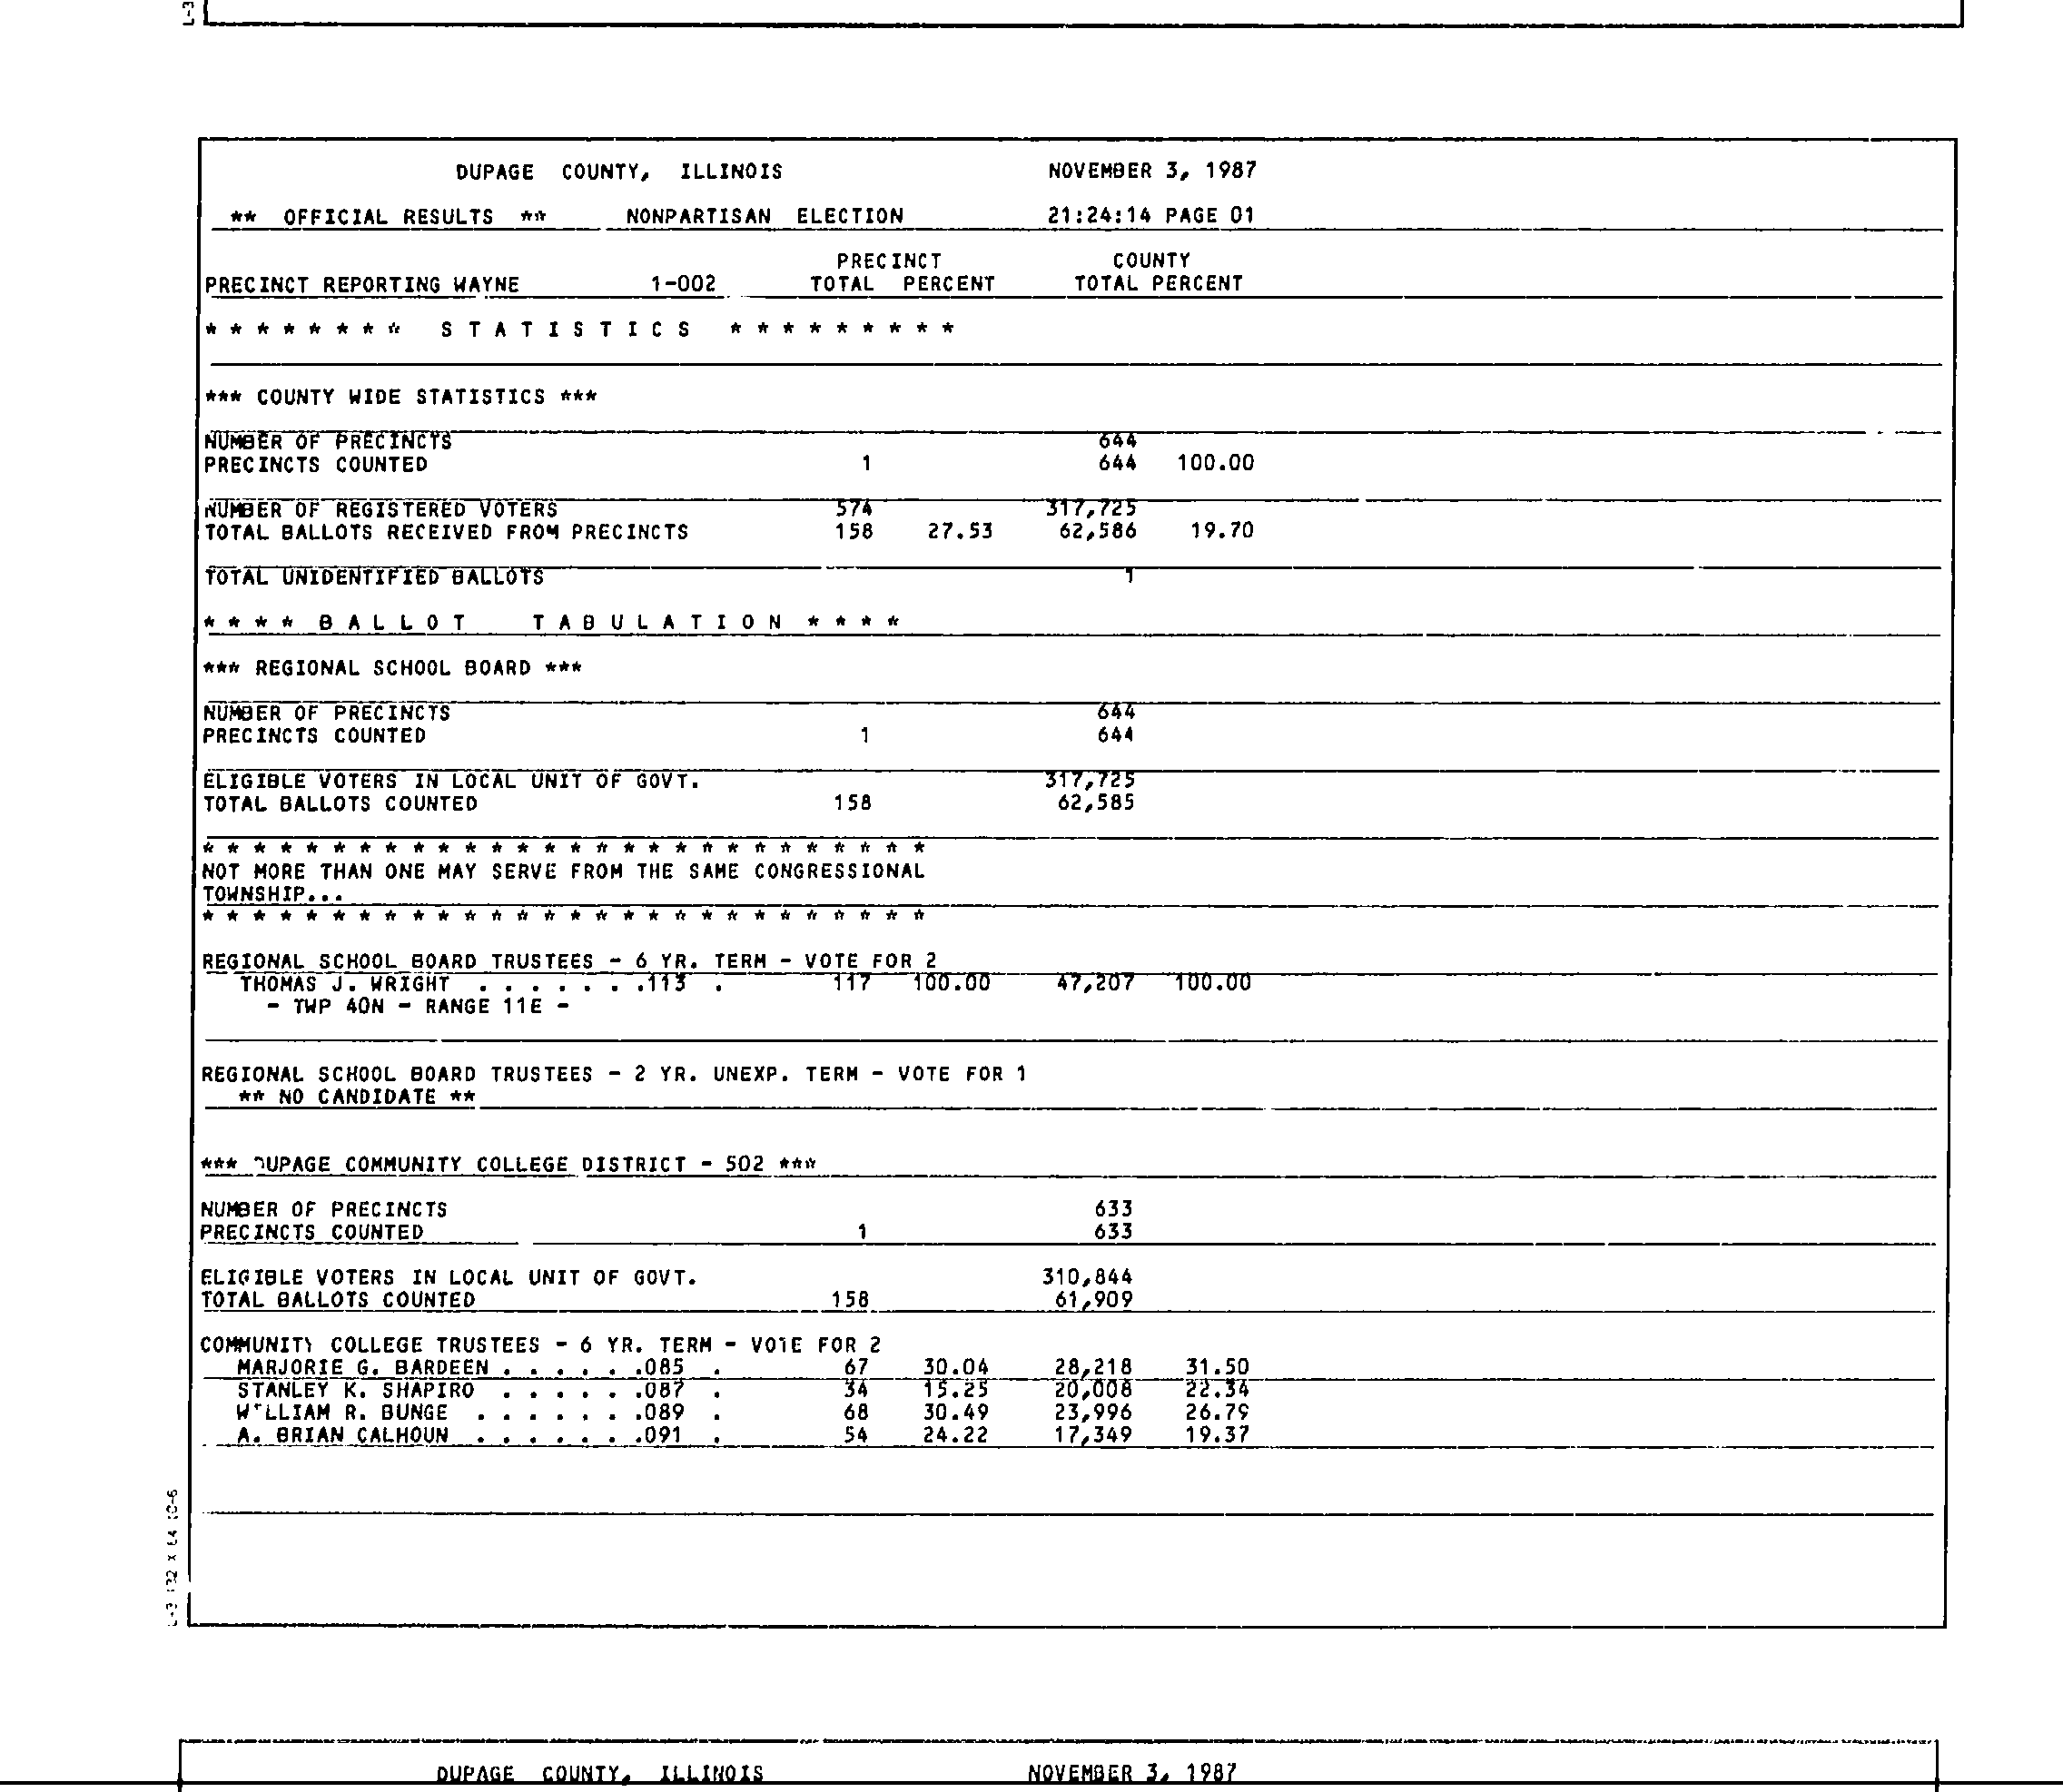 L-3
DUPAGE COUNTY, ILLINOIS NOVEMBER 3, 1987
** OFFICIAL RESULTS ** NONPARTISAN ELECTION 21:24:14 PAGE 01
PRECINCT COUNTY
PRECINCT REPORTING WAYNE 1-002 TOTAL PERCENT TOTAL PERCENT
* * * * * * * * S T A T I S T I C S * * * * * * * * *
*** COUNTY WIDE STATISTICS ***
NUMBER OF PRECINCTS 644
PRECINCTS COUNTED 1 644 100.00
NUMBER OF REGISTERED VOTERS 574 317,725
TOTAL BALLOTS RECEIVED FROM PRECINCTS 158 27.53 62,586 19.70
TOTAL UNIDENTIFIED BALLOTS 1
* * * * B A L L O T T A B U L A T I O N * * * *
*** REGIONAL SCHOOL BOARD ***
NUMBER OF PRECINCTS 644
PRECINCTS COUNTED 1 644
ELIGIBLE VOTERS IN LOCAL UNIT OF GOVT. 317,725
TOTAL BALLOTS COUNTED 158 62,585
* * * * * * * * * * * * * * * * * * * * * * * * * * * *
NOT MORE THAN ONE MAY SERVE FROM THE SAME CONGRESSIONAL
TOWNSHIP...
* * * * * * * * * * * * * * * * * * * * * * * * * * * *
REGIONAL SCHOOL BOARD TRUSTEES - 6 YR. TERM - VOTE FOR 2
THOMAS J. WRIGHT . . . . . . .113 . 117 100.00 47,207 100.00
- TWP 40N - RANGE 11E -
REGIONAL SCHOOL BOARD TRUSTEES - 2 YR. UNEXP. TERM - VOTE FOR 1
** NO CANDIDATE **
*** DUPAGE COMMUNITY COLLEGE DISTRICT - 502 ***
NUMBER OF PRECINCTS 633
PRECINCTS COUNTED 1 633
ELIGIBLE VOTERS IN LOCAL UNIT OF GOVT. 310,844
TOTAL BALLOTS COUNTED 158 61,909
COMMUNITY COLLEGE TRUSTEES - 6 YR. TERM - VOTE FOR 2
MARJORIE G. BARDEEN . . . . . .085 . 67 30.04 28,218 31.50
STANLEY K. SHAPIRO . . . . . .087 . 34 15.25 20,008 22.34
WILLIAM R. BUNGE . . . . . . .089 . 68 30.49 23,996 26.79
A. BRIAN CALHOUN . . . . . . .091 . 54 24.22 17,349 19.37
DUPAGE COUNTY, ILLINOIS NOVEMBER 3, 1987